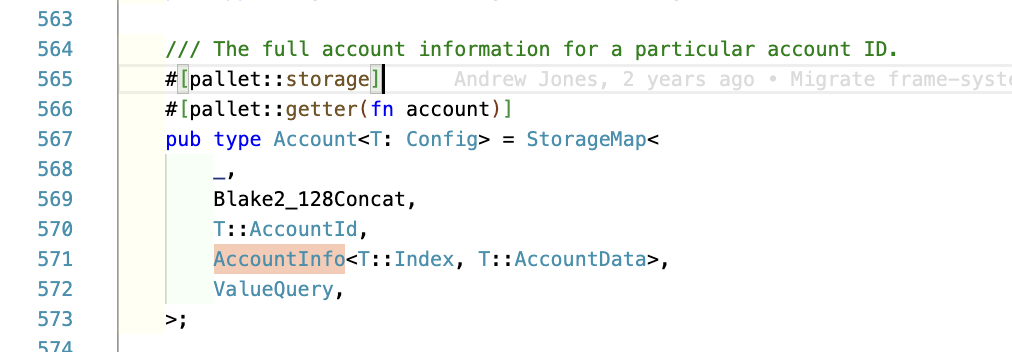 563
564 /// The full account information for a particular account ID.
565 #[pallet::storage] Andrew Jones, 2 years ago • Migrate frame-syst
566 #[pallet::getter(fn account)]
567 pub type Account<T: Config> = StorageMap<
568 _,
569 Blake2_128Concat,
570 T::AccountId,
571 AccountInfo<T::Index, T::AccountData>,
572 ValueQuery,
573 >;
574